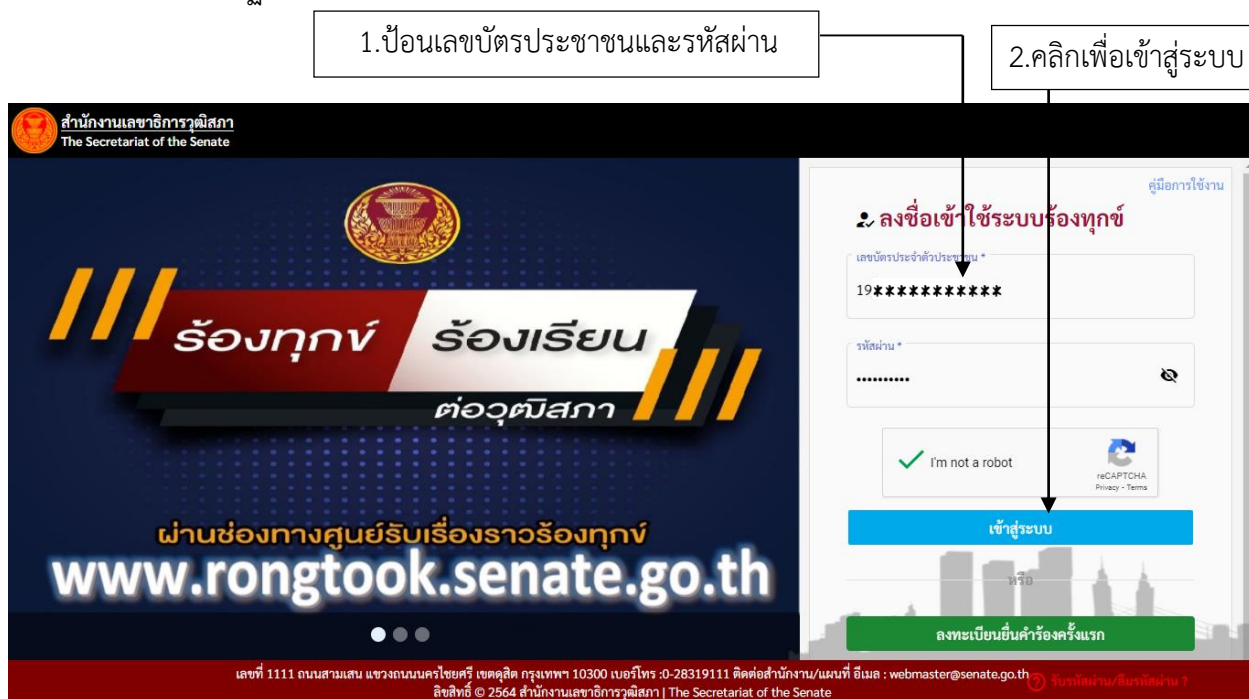 1.ป้อนเลขบัตรประชาชนและรหัสผ่าน
2.คลิกเพื่อเข้าสู่ระบบ
สำนักงานเลขาธิการวุฒิสภา
The Secretariat of the Senate
คู่มือการใช้งาน
ลงชื่อเข้าใช้ระบบร้องทุกข์
เลขบัตรประจำตัวประชาชน *
19***********
รหัสผ่าน *
••••••••••
I'm not a robot
reCAPTCHA
Privacy - Terms
เข้าสู่ระบบ
หรือ
ลงทะเบียนยื่นคำร้องครั้งแรก
ร้องทุกข์ ร้องเรียน
ต่อวุฒิสภา
ผ่านช่องทางศูนย์รับเรื่องราวร้องทุกข์
www.rongtook.senate.go.th
เลขที่ 1111 ถนนสามเสน แขวงถนนนครไชยศรี เขตดุสิต กรุงเทพฯ 10300 เบอร์โทร :0-28319111 ติดต่อสำนักงาน/แผนที่ อีเมล : webmaster@senate.go.th
รับรหัสผ่าน/ลืมรหัสผ่าน ?
ลิขสิทธิ์ © 2564 สำนักงานเลขาธิการวุฒิสภา | The Secretariat of the Senate